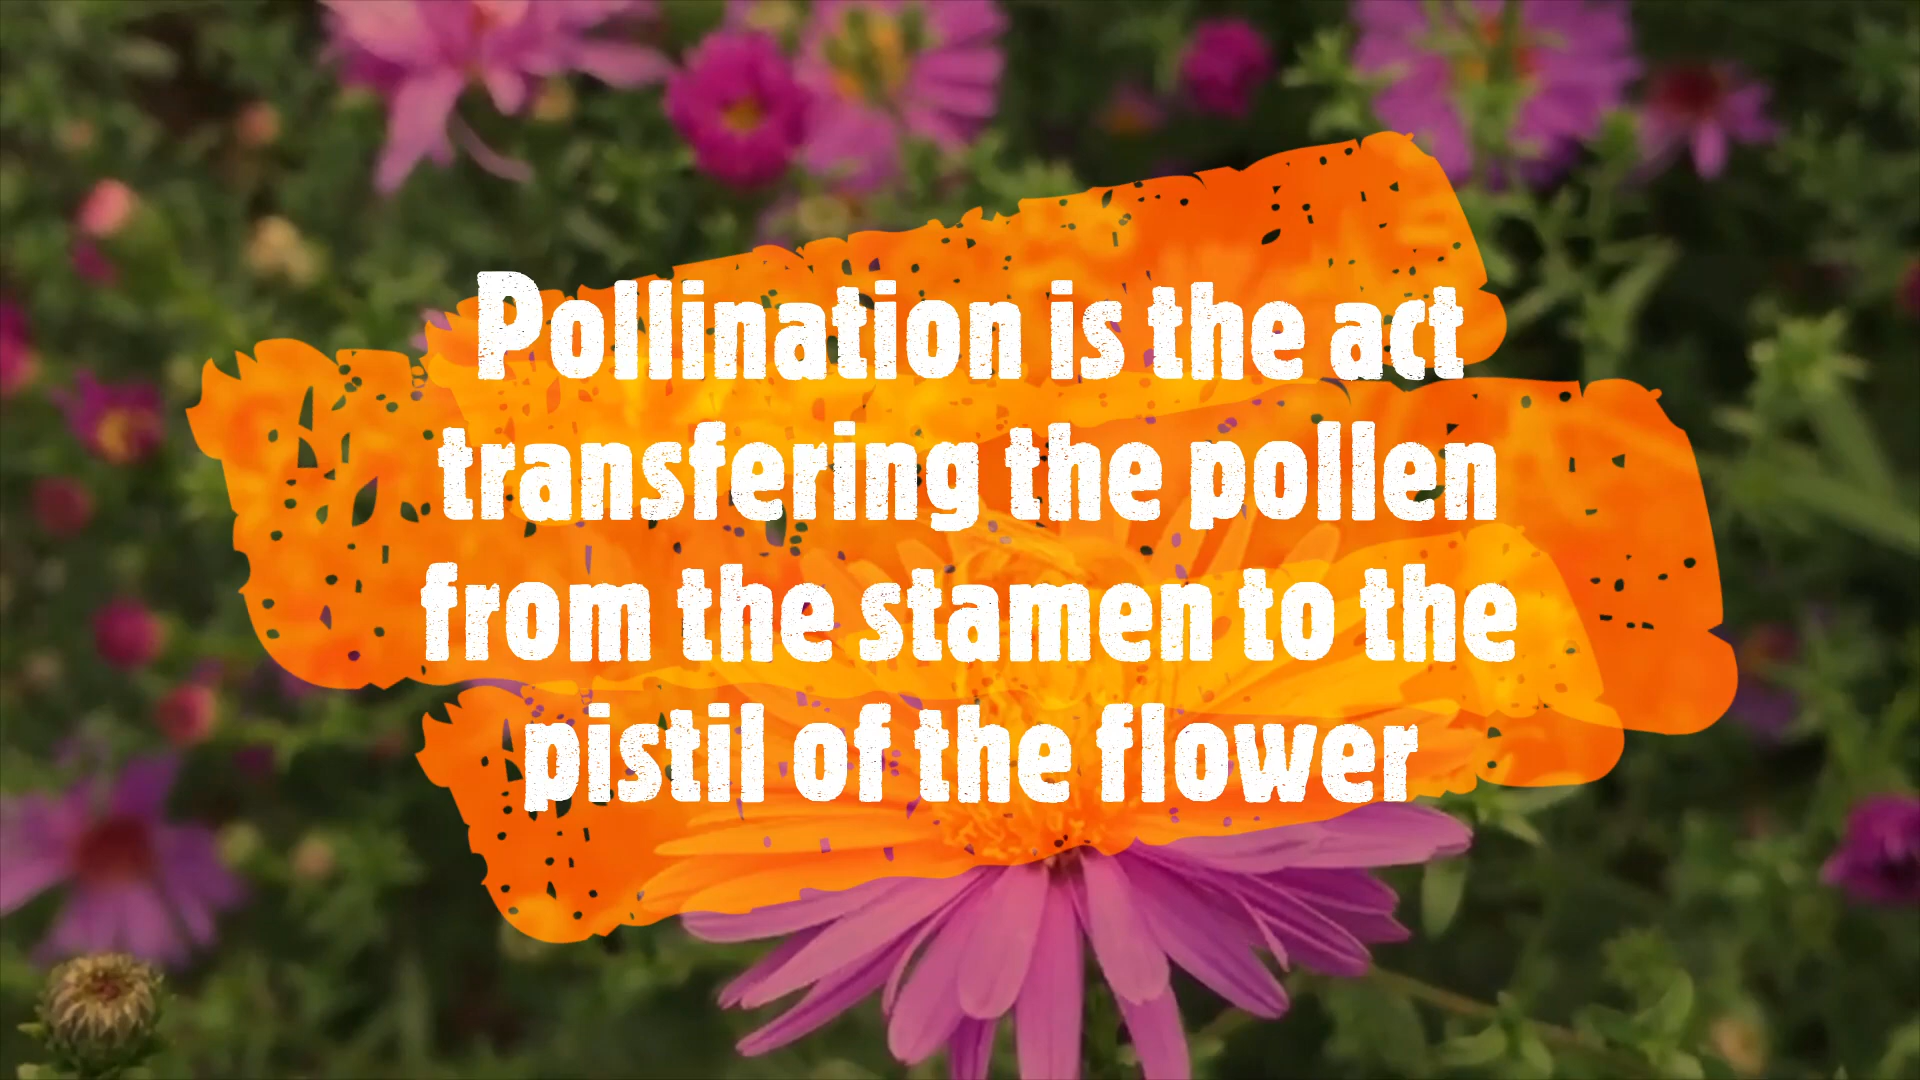 Pollination is the act
transfering the pollen
from the stamen to the
pistil of the flower